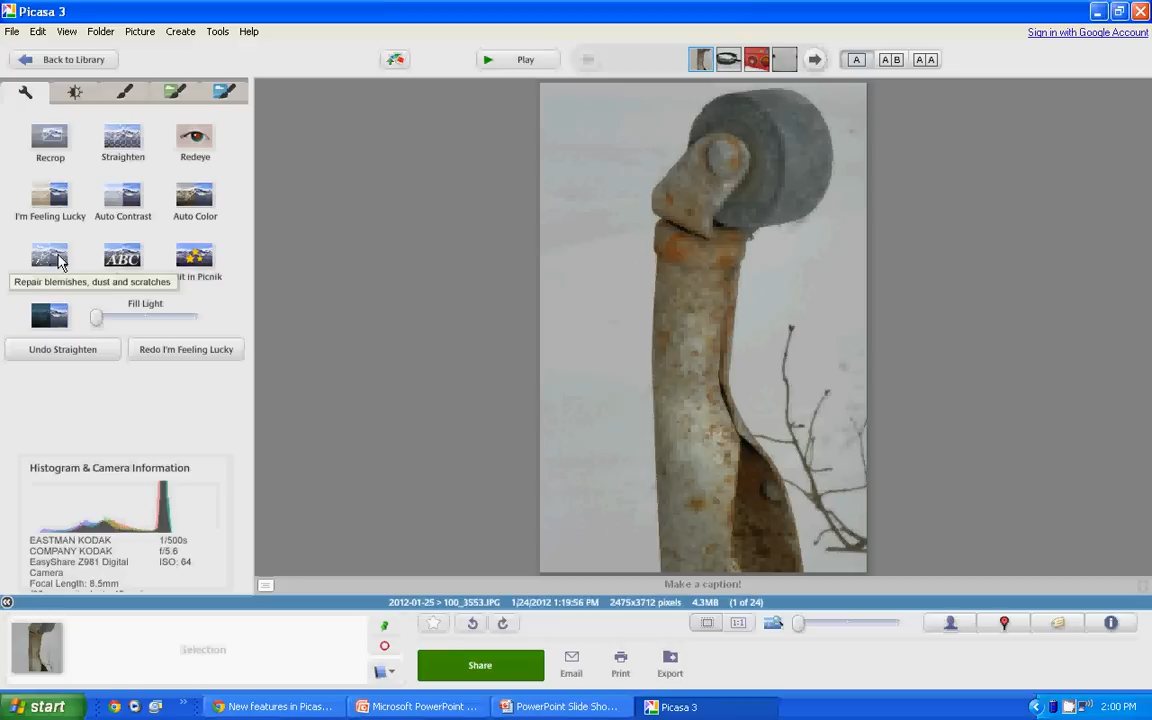 Picasa 3
File Edit View Folder Picture Create Tools Help
Sign in with Google Account
Back to Library
Play
A AB AA
Recrop Straighten Redeye
I'm Feeling Lucky Auto Contrast Auto Color
ABC
it in Picnik
Repair blemishes, dust and scratches
Fill Light
Undo Straighten Redo I'm Feeling Lucky
Histogram & Camera Information
EASTMAN KODAK 1/500s
COMPANY KODAK f/5.6
EasyShare Z981 Digital ISO: 64
Camera
Focal Length: 8.5mm
Make a caption!
2012-01-25 > 100_3553.JPG 1/24/2012 1:19:56 PM 2475x3712 pixels 4.3MB (1 of 24)
1:1
Selection
Share
Email Print Export
start
New features in Picas...
Microsoft PowerPoint ...
PowerPoint Slide Sho...
Picasa 3
2:00 PM